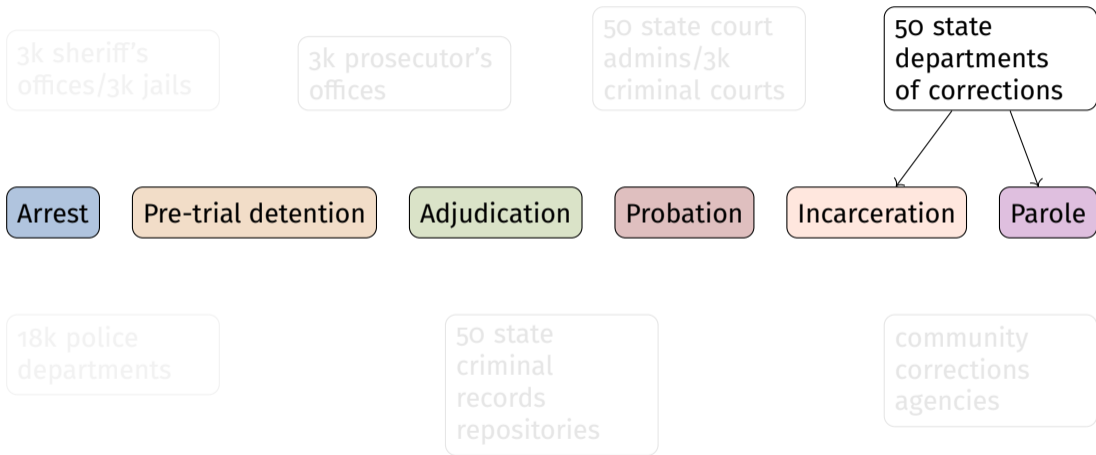 3k sheriff's
offices/3k jails
3k prosecutor's
offices
50 state court
admins/3k
criminal courts
50 state
departments
of corrections
Arrest
Pre-trial detention
Adjudication
Probation
Incarceration
Parole
18k police
departments
50 state
criminal
records
repositories
community
corrections
agencies